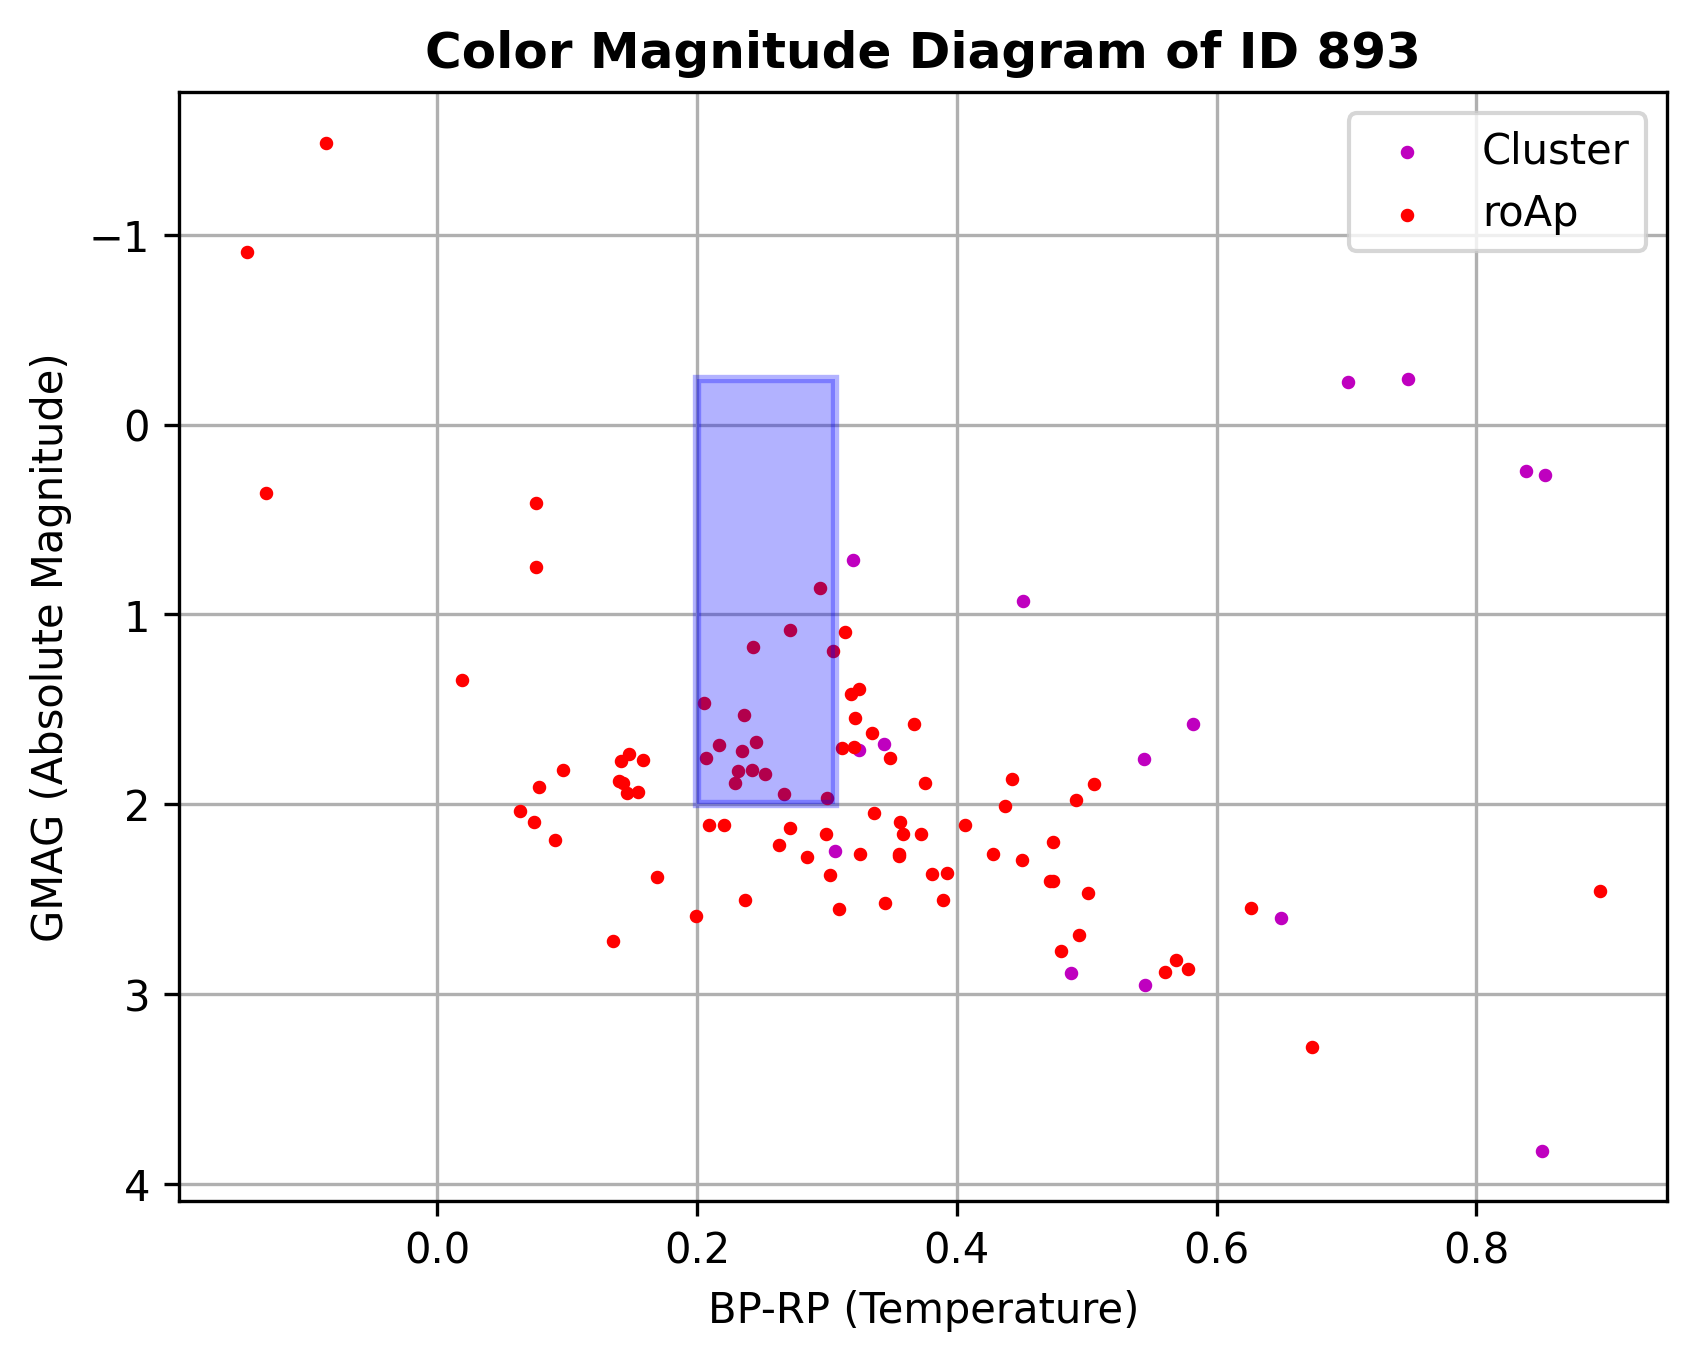 Color Magnitude Diagram of ID 893
Cluster
roAp
GMAG (Absolute Magnitude)
−1
0
1
2
3
4
0.0 0.2 0.4 0.6 0.8
BP-RP (Temperature)